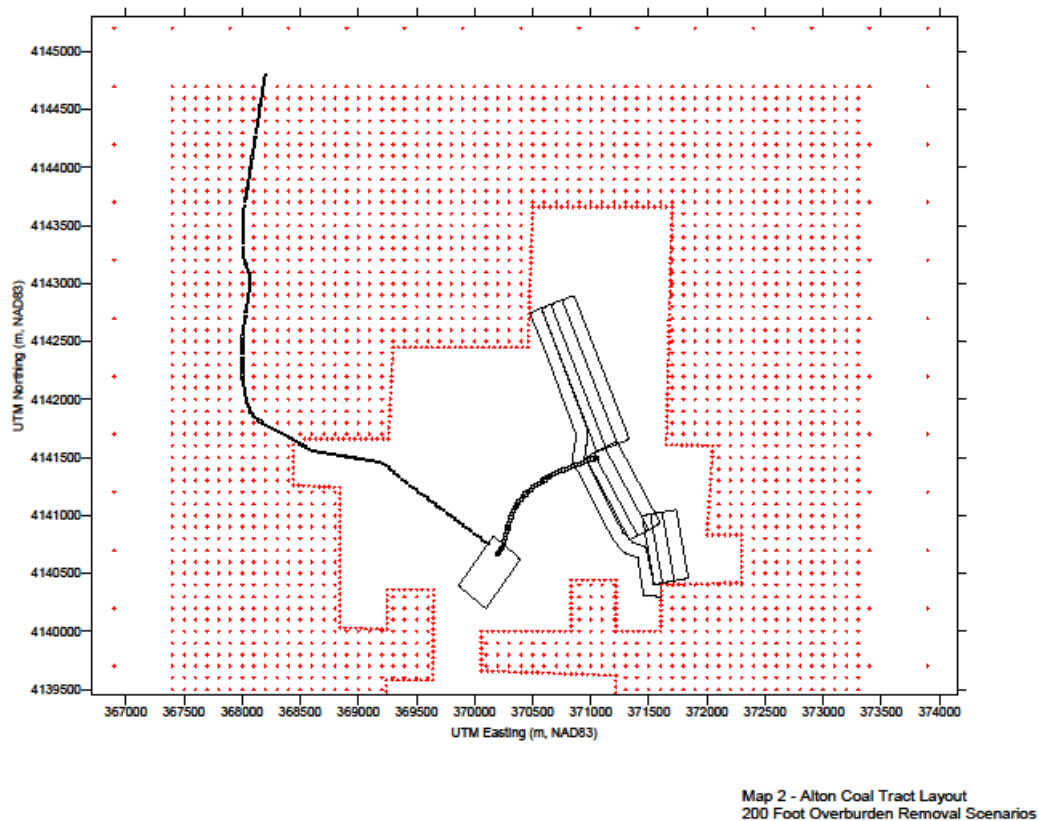 4145000
4144500
4144000
4143500
4143000
4142500
4142000
4141500
4141000
4140500
4140000
4139500
UTM Northing (m, NAD83)
367000 367500 368000 368500 369000 369500 370000 370500 371000 371500 372000 372500 373000 373500 374000
UTM Easting (m, NAD83)
Map 2 - Alton Coal Tract Layout
200 Foot Overburden Removal Scenarios